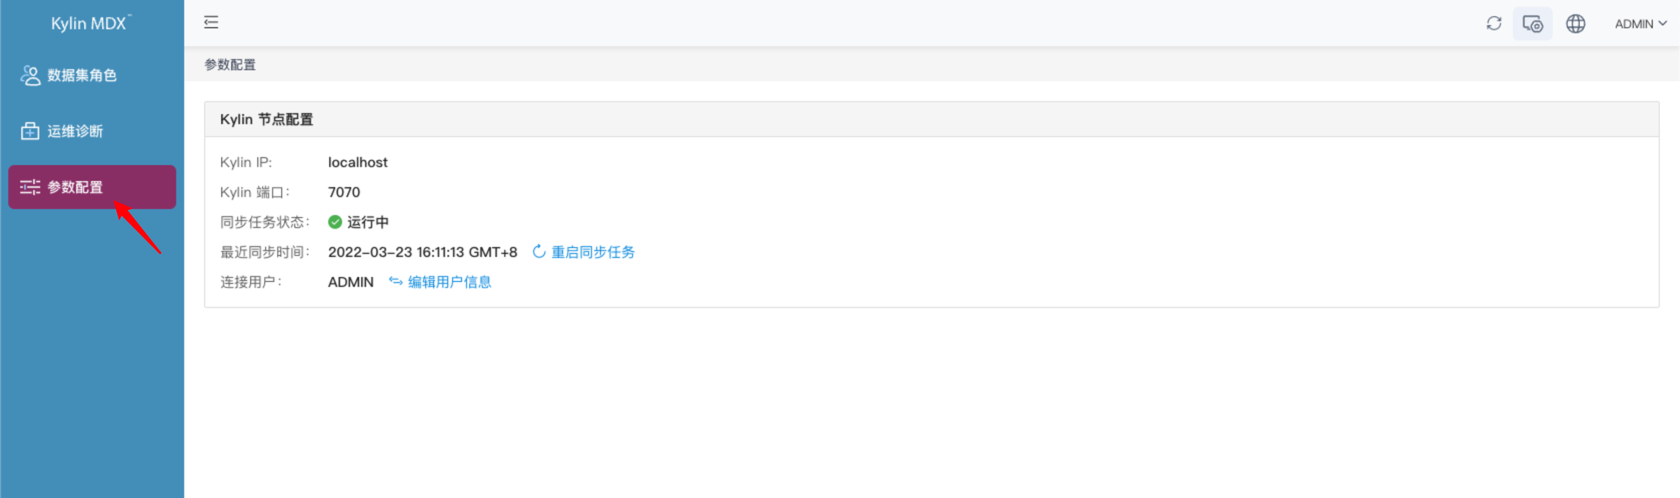 Kylin MDX™
ADMIN
数据集角色
运维诊断
参数配置
参数配置
Kylin 节点配置
Kylin IP: localhost
Kylin 端口: 7070
同步任务状态: 运行中
最近同步时间: 2022-03-23 16:11:13 GMT+8 重启同步任务
连接用户: ADMIN 编辑用户信息